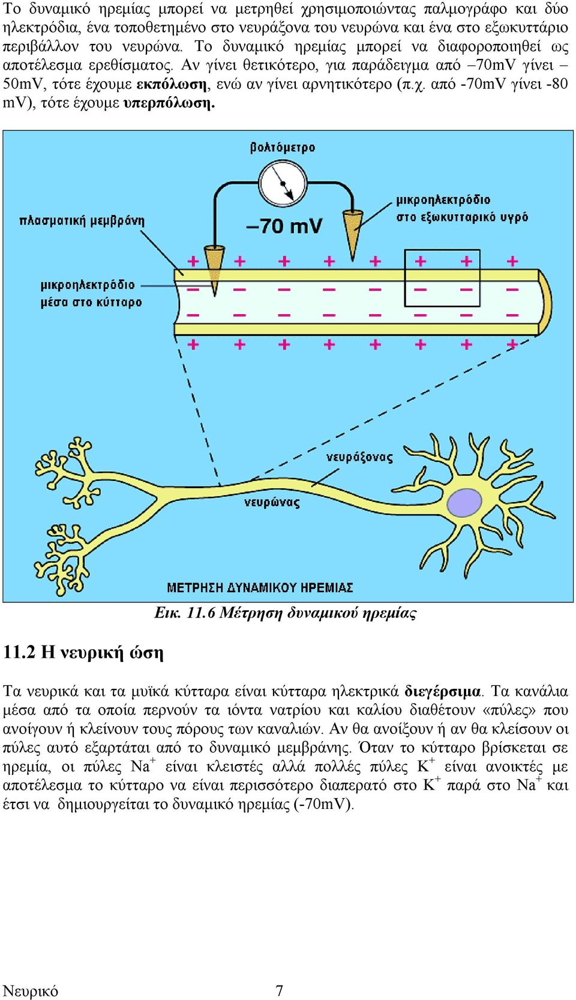 Το δυναμικό ηρεμίας μπορεί να μετρηθεί χρησιμοποιώντας παλμογράφο και δύο
ηλεκτρόδια, ένα τοποθετημένο στο νευράξονα του νευρώνα και ένα στο εξωκυττάριο
περιβάλλον του νευρώνα. Το δυναμικό ηρεμίας μπορεί να διαφοροποιηθεί ως
αποτέλεσμα ερεθίσματος. Αν γίνει θετικότερο, για παράδειγμα από –70mV γίνει –
50mV, τότε έχουμε εκπόλωση, ενώ αν γίνει αρνητικότερο (π.χ. από -70mV γίνει -80
mV), τότε έχουμε υπερπόλωση.
βολτόμετρο
μικροηλεκτρόδιο
στο εξωκυτταρικό υγρό
πλασματική μεμβράνη
–70 mV
+ + + + + + + +
μικροηλεκτρόδιο
μέσα στο κύτταρο
– – – – – – – –
– – – – – – – –
+ + + + + + + +
νευράξονας
νευρώνας
ΜΕΤΡΗΣΗ ΔΥΝΑΜΙΚΟΥ ΗΡΕΜΙΑΣ
Εικ. 11.6 Μέτρηση δυναμικού ηρεμίας
11.2 Η νευρική ώση
Τα νευρικά και τα μυϊκά κύτταρα είναι κύτταρα ηλεκτρικά διεγέρσιμα. Τα κανάλια
μέσα από τα οποία περνούν τα ιόντα νατρίου και καλίου διαθέτουν «πύλες» που
ανοίγουν ή κλείνουν τους πόρους των καναλιών. Αν θα ανοίξουν ή αν θα κλείσουν οι
πύλες αυτό εξαρτάται από το δυναμικό μεμβράνης. Όταν το κύτταρο βρίσκεται σε
ηρεμία, οι πύλες Na⁺ είναι κλειστές αλλά πολλές πύλες Κ⁺ είναι ανοικτές με
αποτέλεσμα το κύτταρο να είναι περισσότερο διαπερατό στο Κ⁺ παρά στο Na⁺ και
έτσι να δημιουργείται το δυναμικό ηρεμίας (-70mV).
Νευρικό 7